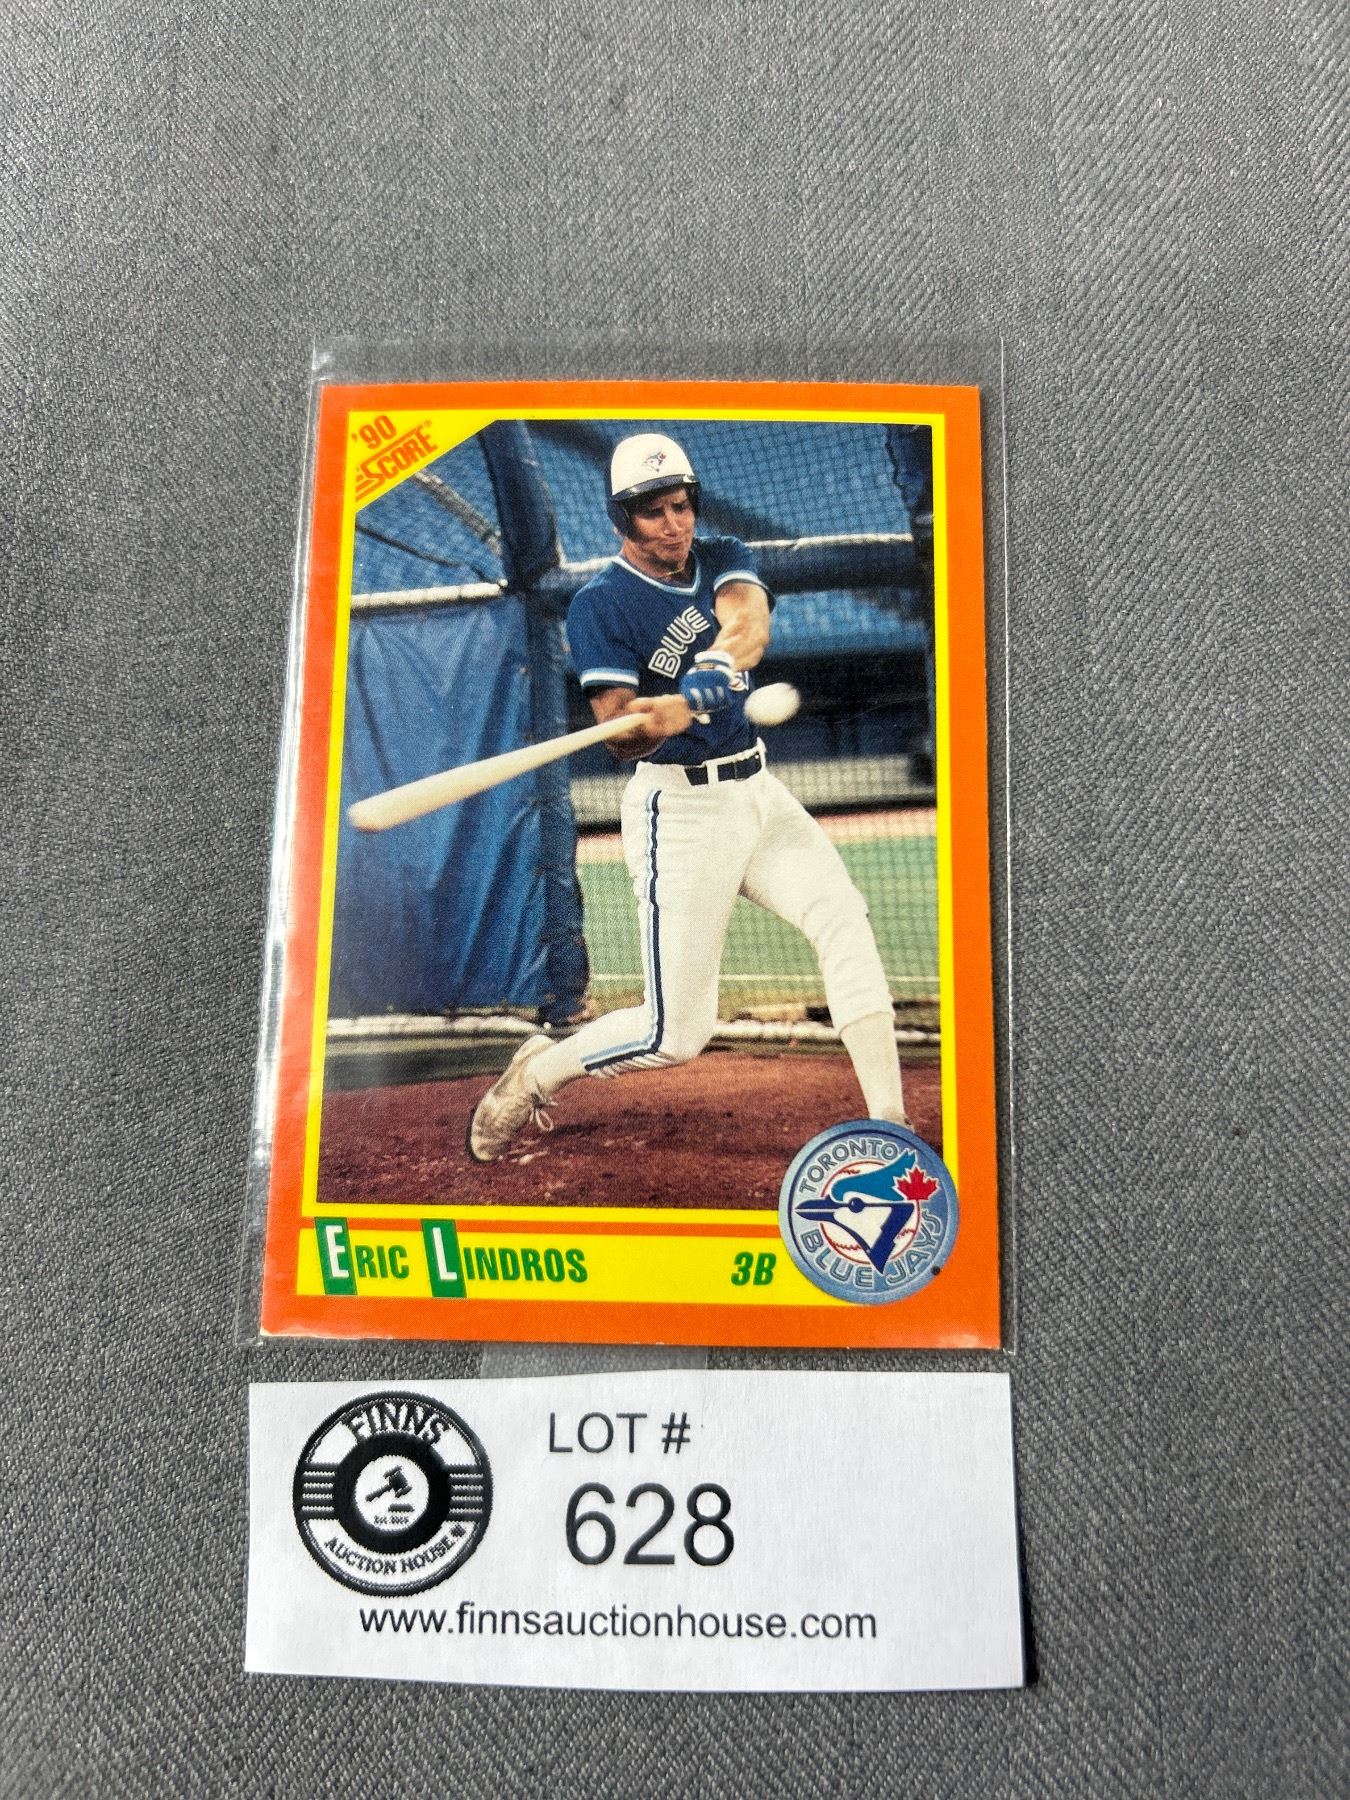 '90
SCORE®
BLUE
TORONTO
BLUE JAYS
ERIC LINDROS 3B
FINNS
AUCTION HOUSE
LOT #
628
www.finnsauctionhouse.com